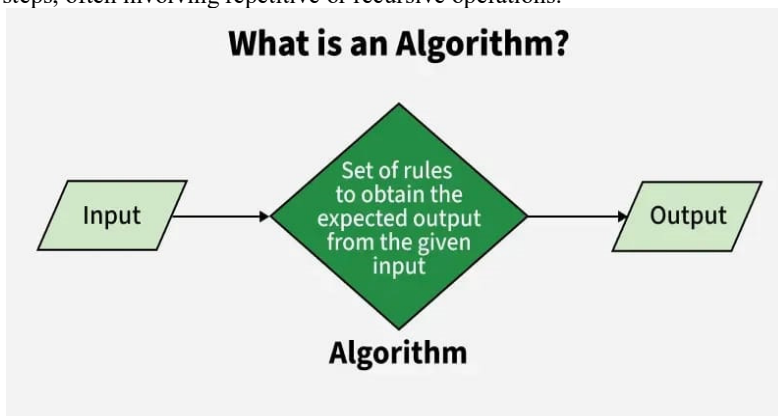 steps, often involving repetitive or recursive operations.
What is an Algorithm?
Input
Set of rules
to obtain the
expected output
from the given
input
Output
Algorithm